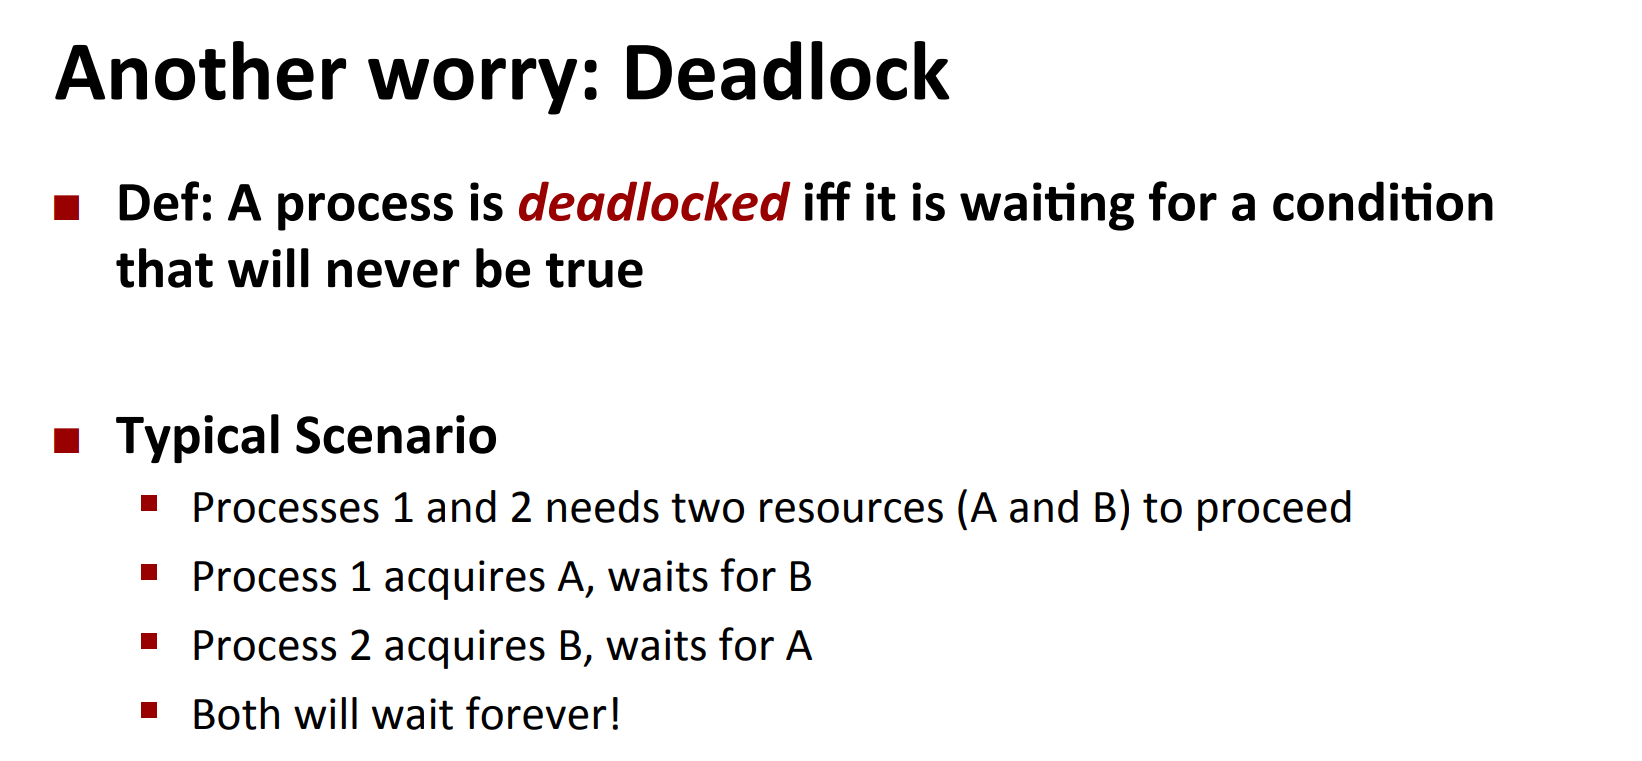 Another worry: Deadlock
Def: A process is deadlocked iff it is waiting for a condition
that will never be true
Typical Scenario
Processes 1 and 2 needs two resources (A and B) to proceed
Process 1 acquires A, waits for B
Process 2 acquires B, waits for A
Both will wait forever!